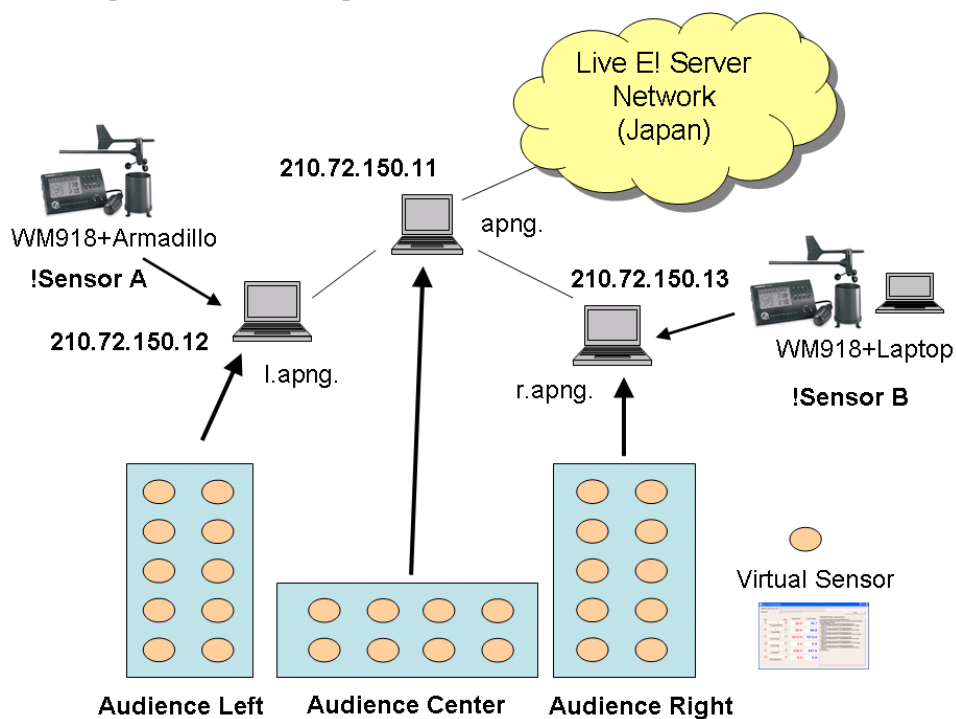 Live E! Server
Network
(Japan)
210.72.150.11
apng.
WM918+Armadillo
!Sensor A
210.72.150.12
l.apng.
210.72.150.13
r.apng.
WM918+Laptop
!Sensor B
Virtual Sensor
Audience Left
Audience Center
Audience Right